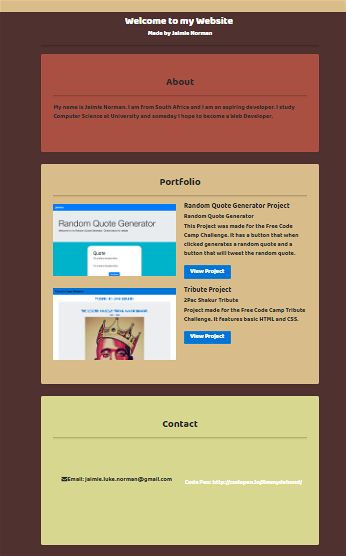 Welcome to my Website
Made by Jaimie Norman
About
My name is Jaimie Norman. I am from South Africa and I am an aspiring developer. I study
Computer Science at University and someday I hope to become a Web Developer.
Portfolio
Random Quote Generator
Quote
Random Quote Generator Project
Random Quote Generator
This Project was made for the Free Code
Camp Challenge. It has a button that when
clicked generates a random quote and a
button that will tweet the random quote.
View Project
Tribute Project
2Pac Shakur Tribute
Project made for the Free Code Camp Tribute
Challenge. It features basic HTML and CSS.
View Project
Contact
Email: jaimie.luke.norman@gmail.com
Code Pen: